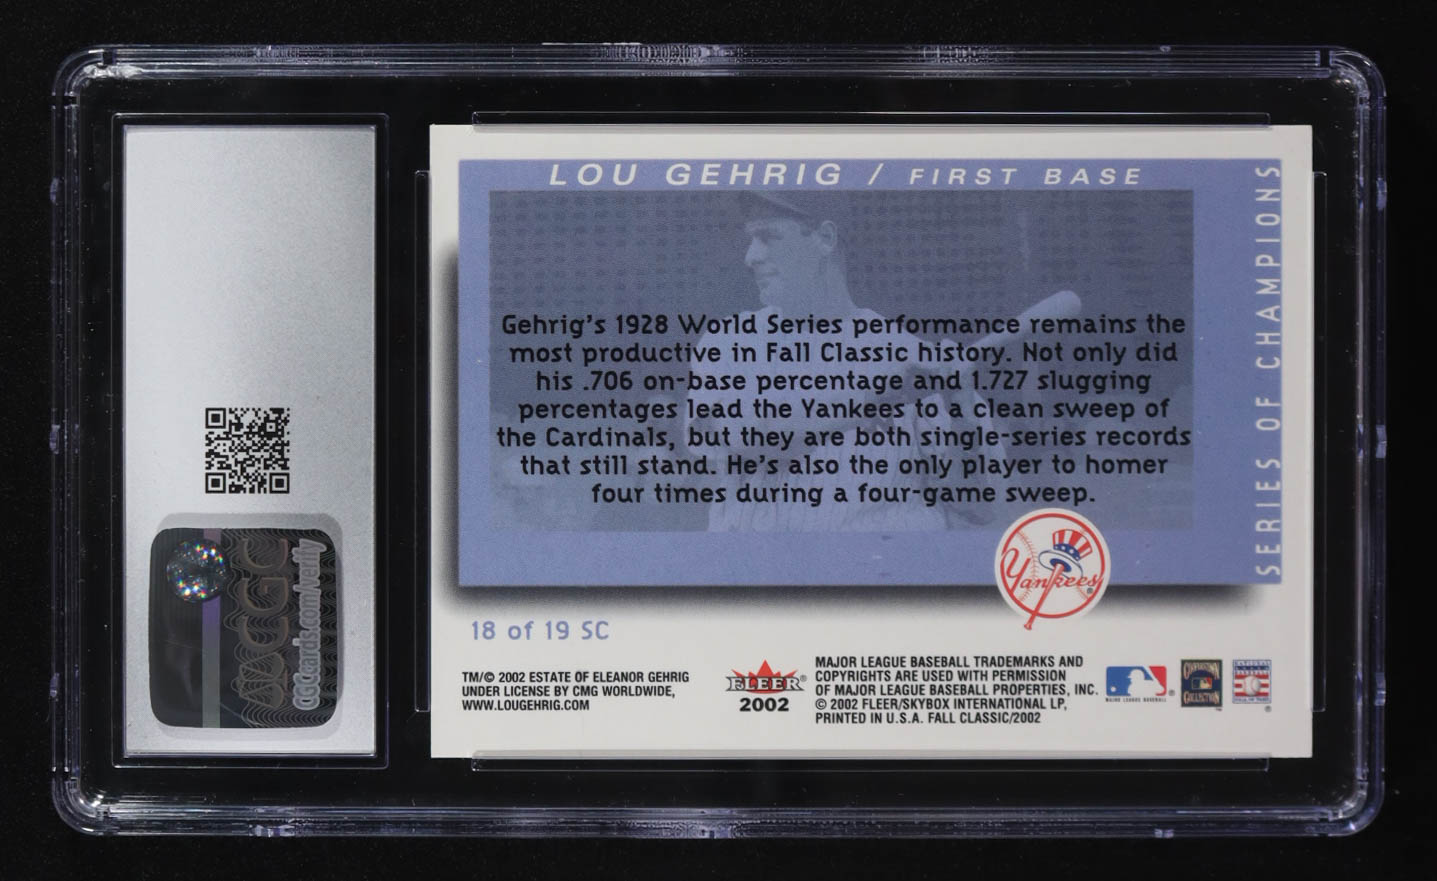 LOU GEHRIG / FIRST BASE
SERIES OF CHAMPIONS
Gehrig's 1928 World Series performance remains the
most productive in Fall Classic history. Not only did
his .706 on-base percentage and 1.727 slugging
percentages lead the Yankees to a clean sweep of
the Cardinals, but they are both single-series records
that still stand. He's also the only player to homer
four times during a four-game sweep.
Yankees®
18 of 19 SC
TM/© 2002 ESTATE OF ELEANOR GEHRIG
UNDER LICENSE BY CMG WORLDWIDE,
WWW.LOUGEHRIG.COM
FLEER®
2002
MAJOR LEAGUE BASEBALL TRADEMARKS AND
COPYRIGHTS ARE USED WITH PERMISSION
OF MAJOR LEAGUE BASEBALL PROPERTIES, INC.
© 2002 FLEER/SKYBOX INTERNATIONAL LP,
PRINTED IN U.S.A. FALL CLASSIC/2002
MAJOR LEAGUE BASEBALL
COOPERSTOWN
COLLECTION
CGC
CGCcards.com/verify